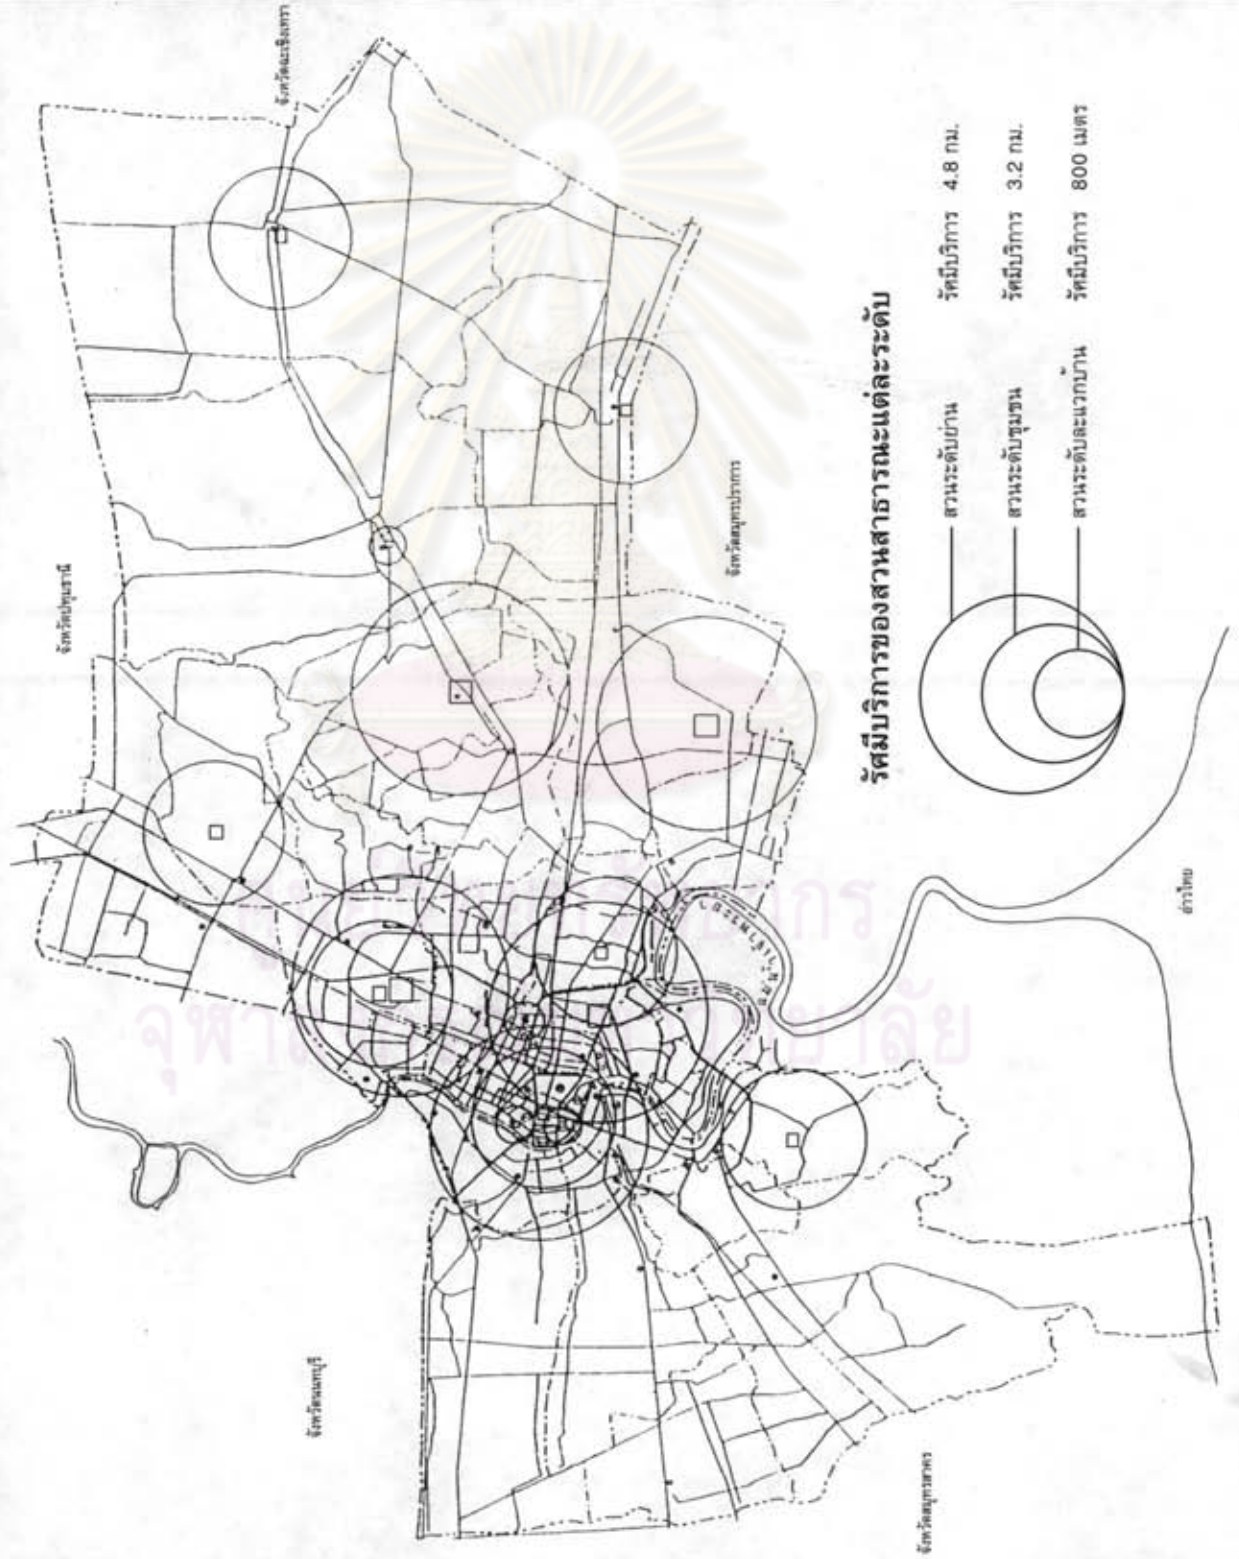 จังหวัดปทุมธานี
จังหวัดฉะเชิงเทรา
จังหวัดนนทบุรี
จังหวัดสมุทรปราการ
จังหวัดสมุทรสาคร
อ่าวไทย
รัศมีบริการของสวนสาธารณะแต่ละระดับ
สวนระดับย่าน รัศมีบริการ 4.8 กม.
สวนระดับชุมชน รัศมีบริการ 3.2 กม.
สวนระดับละแวกบ้าน รัศมีบริการ 800 เมตร